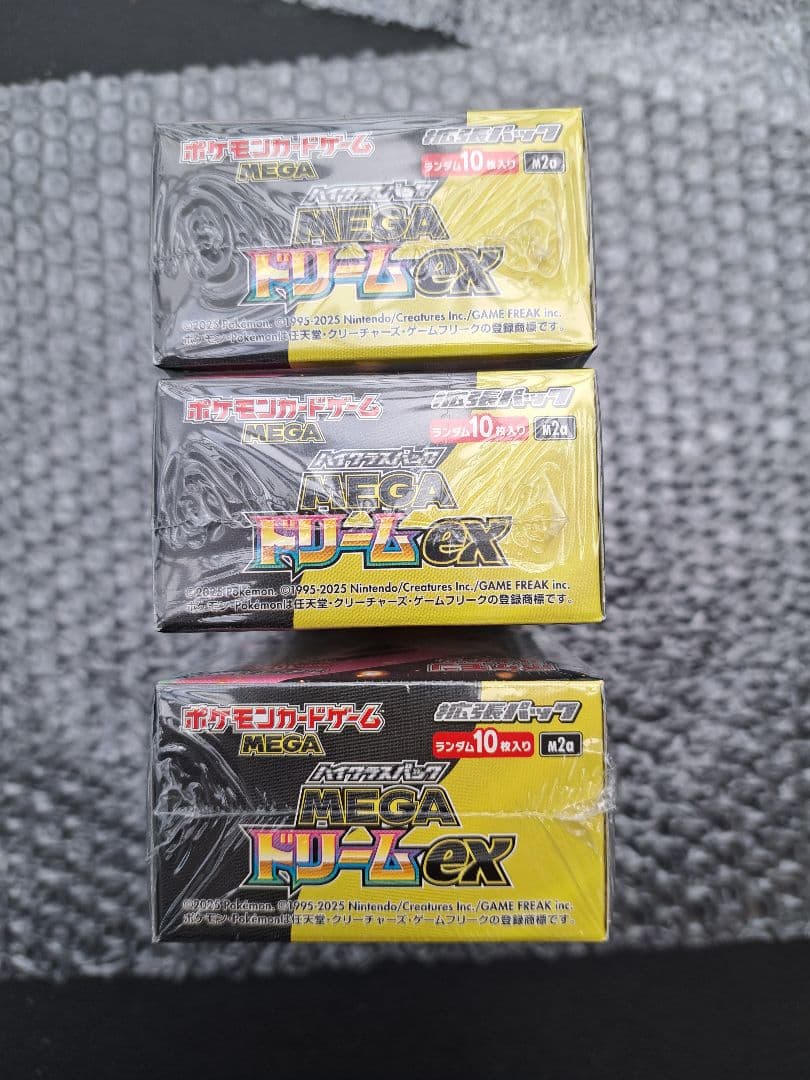 ポケモンカードゲーム
MEGA
拡張パック
ランダム10枚入り M2a
ハイクラスパック
MEGA
ドリームex
©2025 Pokémon. ©1995-2025 Nintendo/Creatures Inc./GAME FREAK inc.
ポケモン・Pokémonは任天堂・クリーチャーズ・ゲームフリークの登録商標です。
ポケモンカードゲーム
MEGA
拡張パック
ランダム10枚入り M2a
ハイクラスパック
MEGA
ドリームex
©2025 Pokémon. ©1995-2025 Nintendo/Creatures Inc./GAME FREAK inc.
ポケモン・Pokémonは任天堂・クリーチャーズ・ゲームフリークの登録商標です。
ポケモンカードゲーム
MEGA
拡張パック
ランダム10枚入り M2a
ハイクラスパック
MEGA
ドリームex
©2025 Pokémon. ©1995-2025 Nintendo/Creatures Inc./GAME FREAK inc.
ポケモン・Pokémonは任天堂・クリーチャーズ・ゲームフリークの登録商標です。